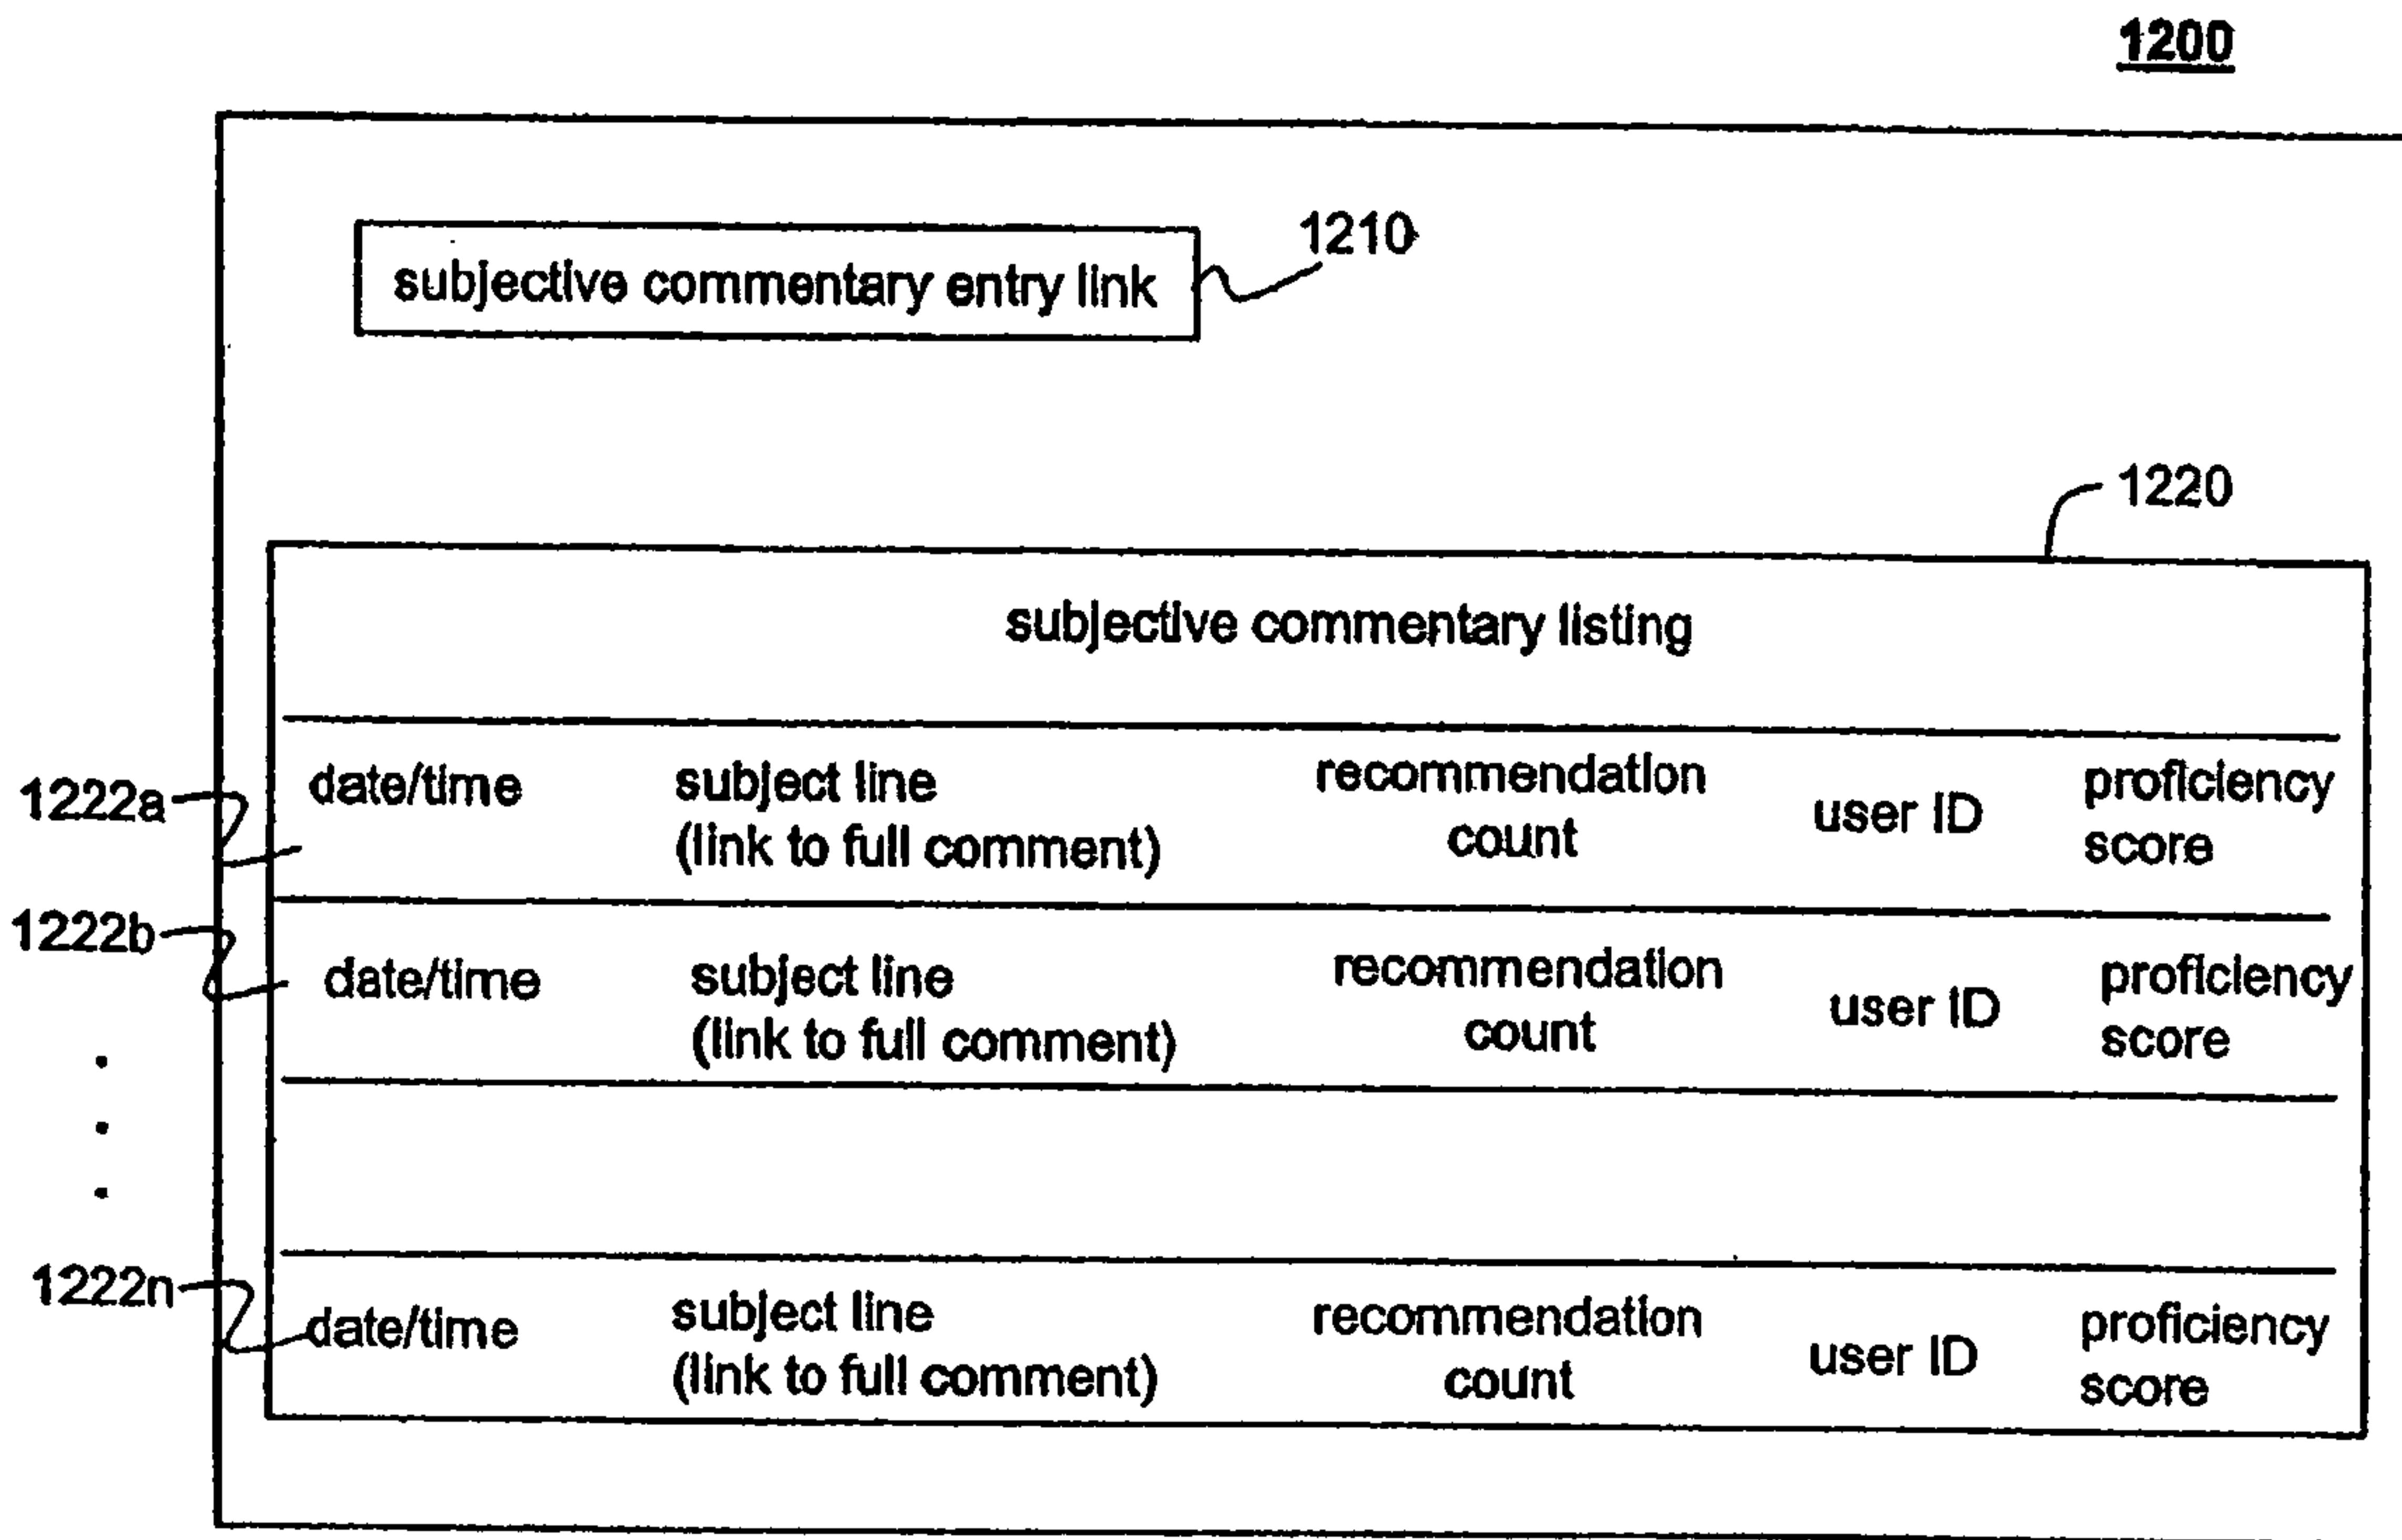 1200
1210
subjective commentary entry link
1220
subjective commentary listing
1222a
date/time subject line recommendation user ID proficiency
(link to full comment) count score
1222b
date/time subject line recommendation user ID proficiency
(link to full comment) count score
1222n
date/time subject line recommendation user ID proficiency
(link to full comment) count score